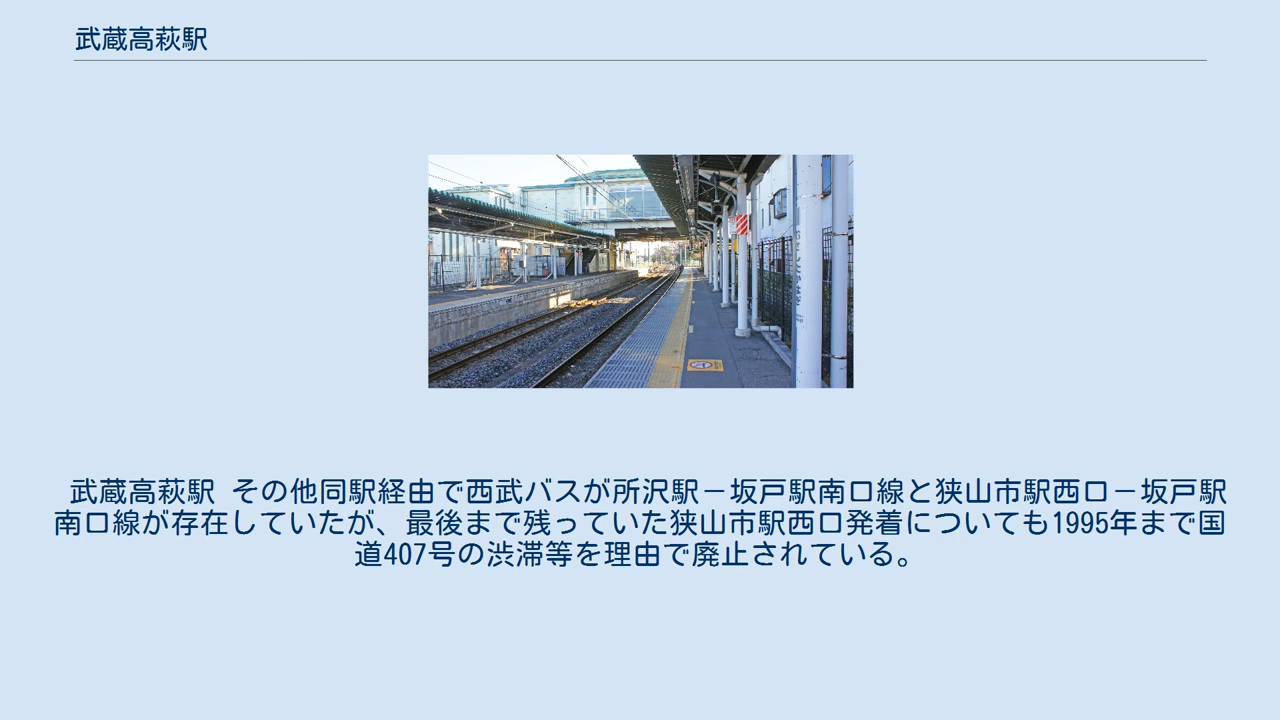 武蔵高萩駅
武蔵高萩駅 その他同駅経由で西武バスが所沢駅－坂戸駅南口線と狭山市駅西口－坂戸駅
南口線が存在していたが、最後まで残っていた狭山市駅西口発着についても1995年まで国
道407号の渋滞等を理由で廃止されている。